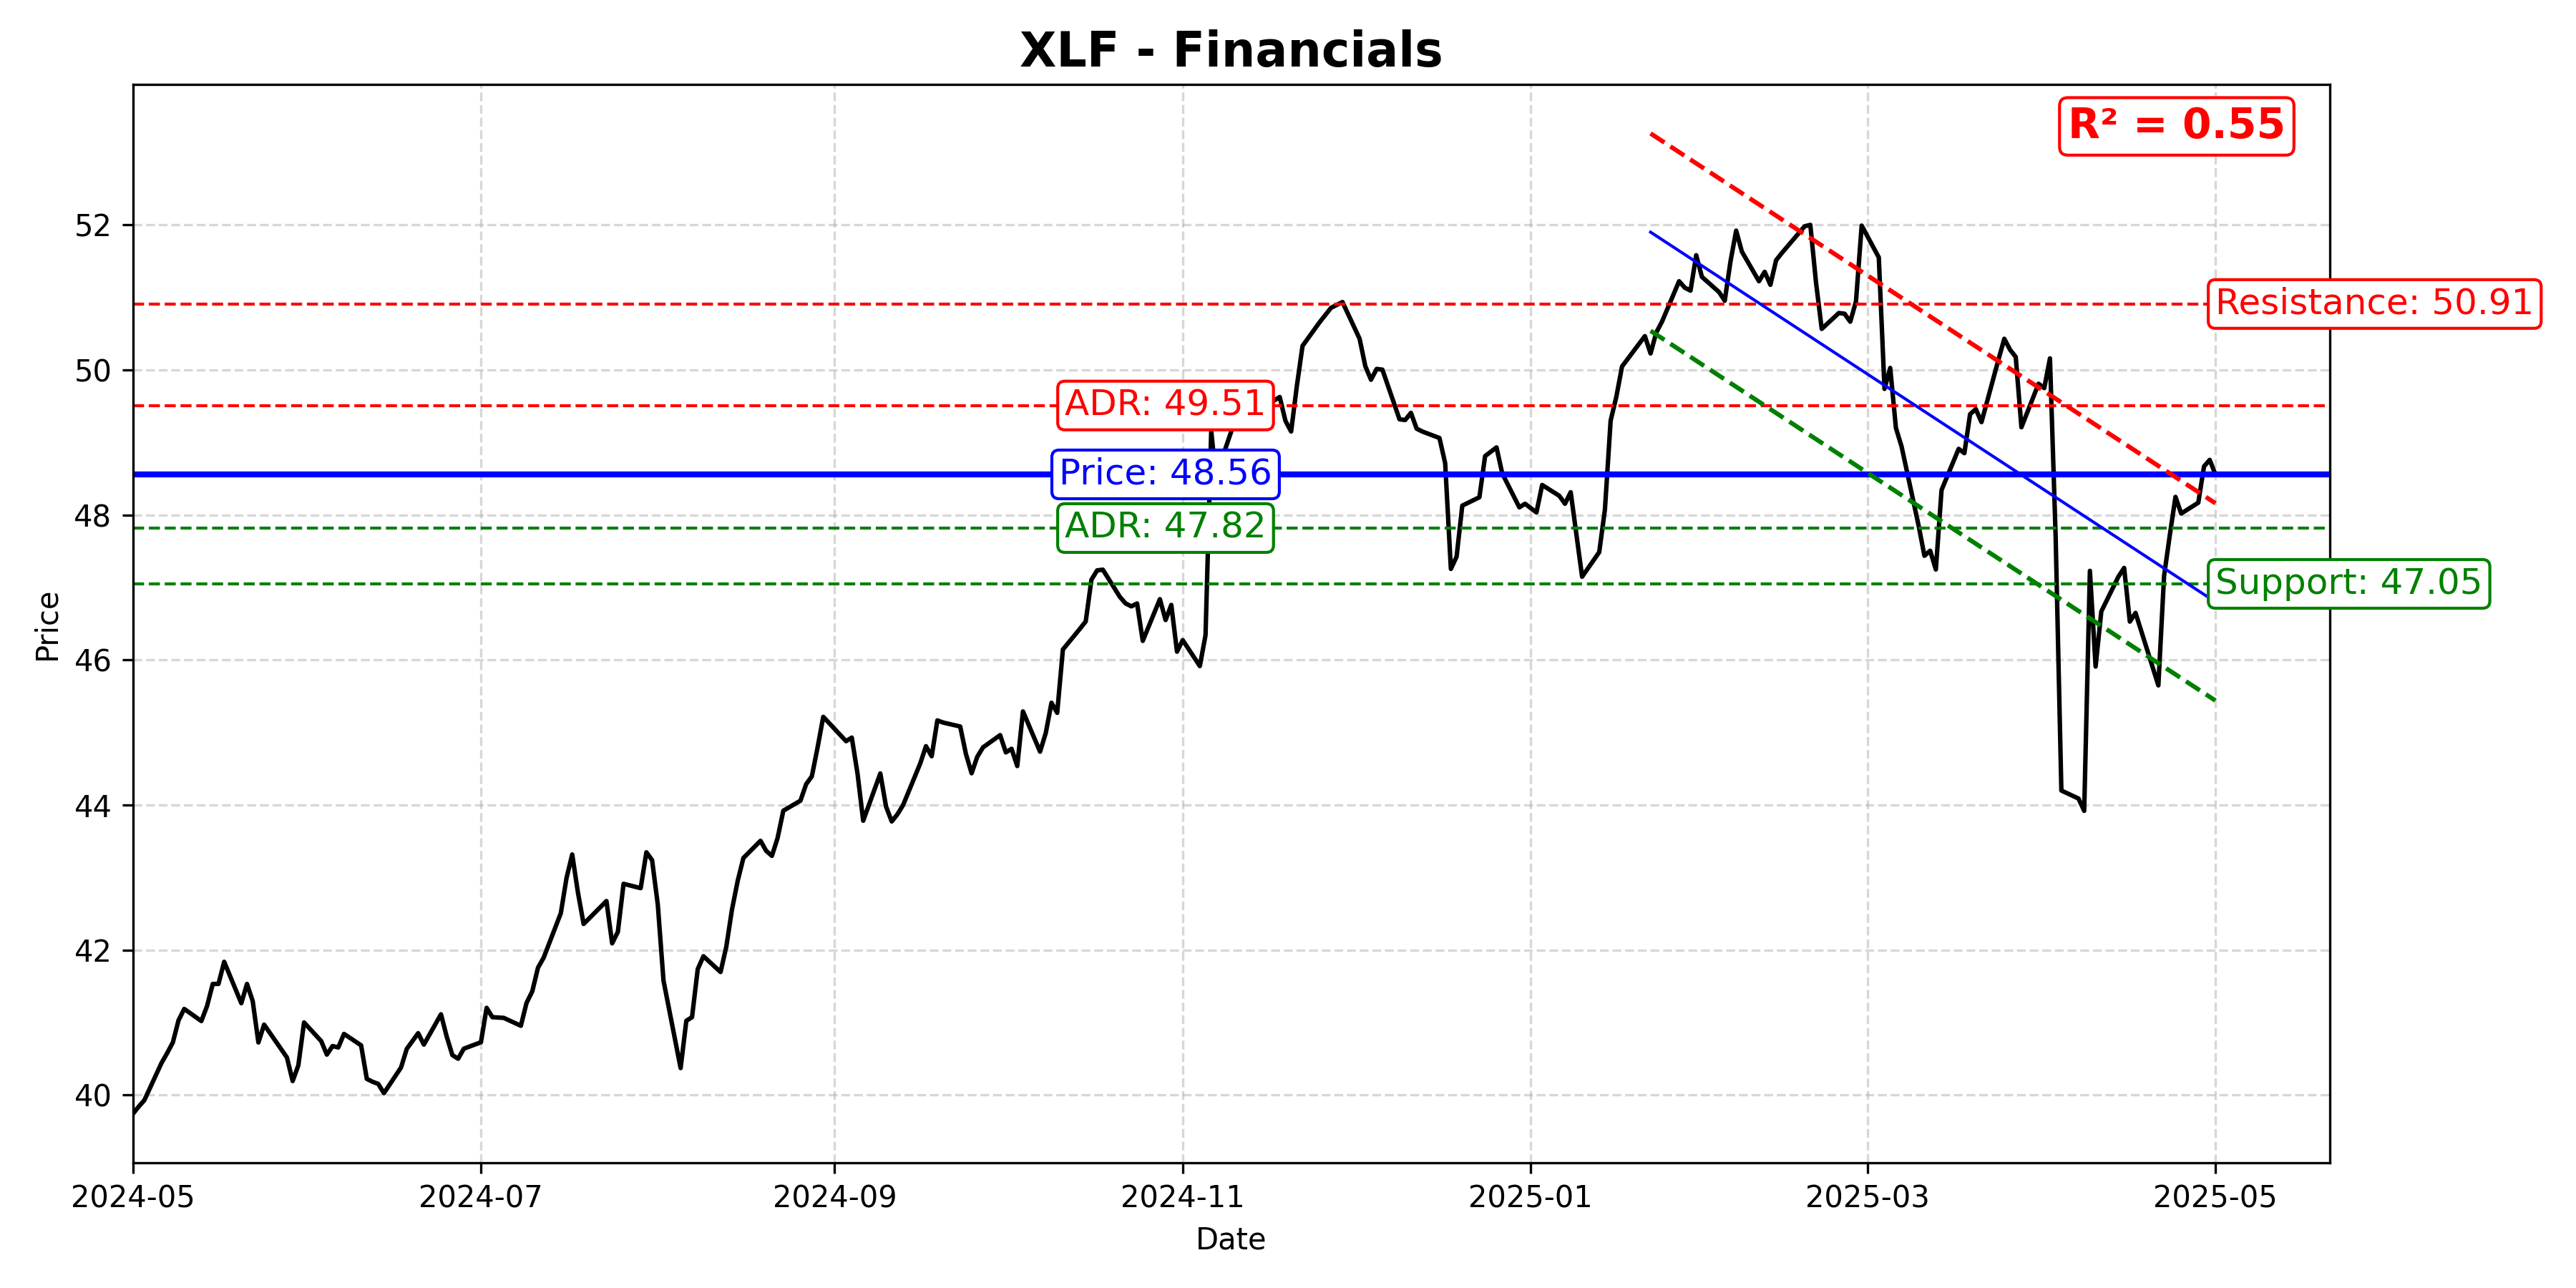 XLF - Financials
R² = 0.55
52
50
48
46
44
42
40
Price
Resistance: 50.91
ADR: 49.51
Price: 48.56
ADR: 47.82
Support: 47.05
2024-05
2024-07
2024-09
2024-11
2025-01
2025-03
2025-05
Date